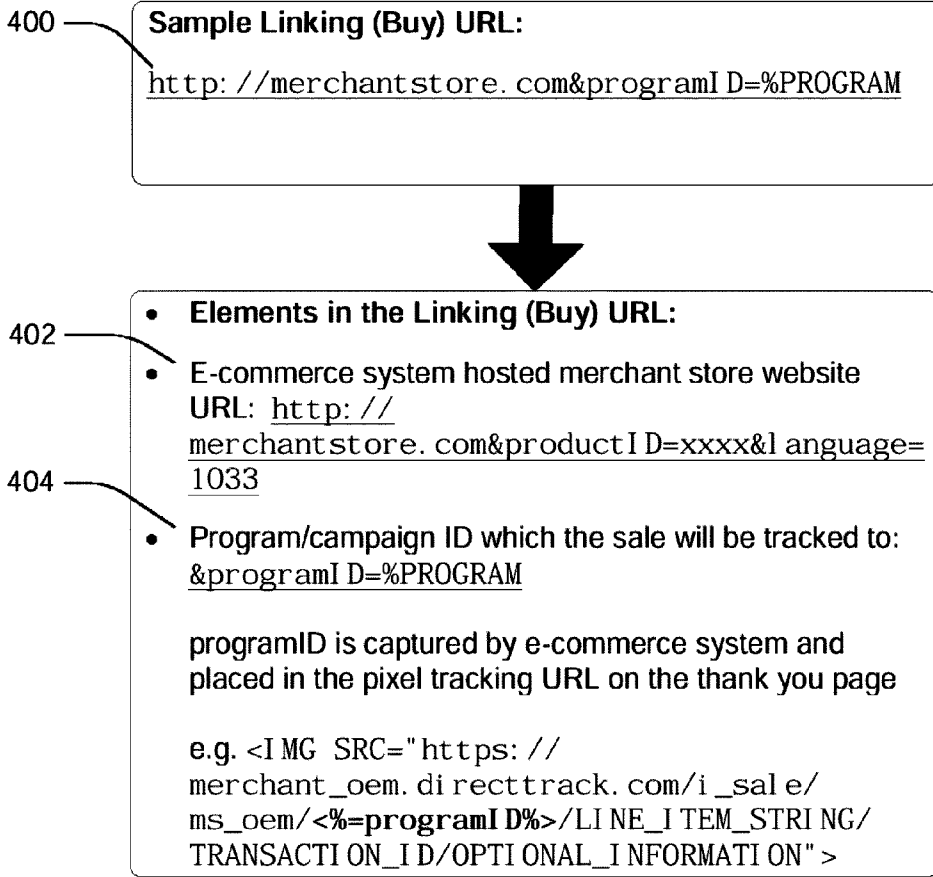 400
Sample Linking (Buy) URL:
http://merchantstore.com&programID=%PROGRAM
• Elements in the Linking (Buy) URL:
402
• E-commerce system hosted merchant store website
URL: http://
merchantstore.com&productID=xxxx&language=
1033
404
• Program/campaign ID which the sale will be tracked to:
&programID=%PROGRAM
programID is captured by e-commerce system and
placed in the pixel tracking URL on the thank you page
e.g. <IMG SRC="https://
merchant_oem.directtrack.com/i_sale/
ms_oem/<%=programID%>/LINE_ITEM_STRING/
TRANSACTION_ID/OPTIONAL_INFORMATION">